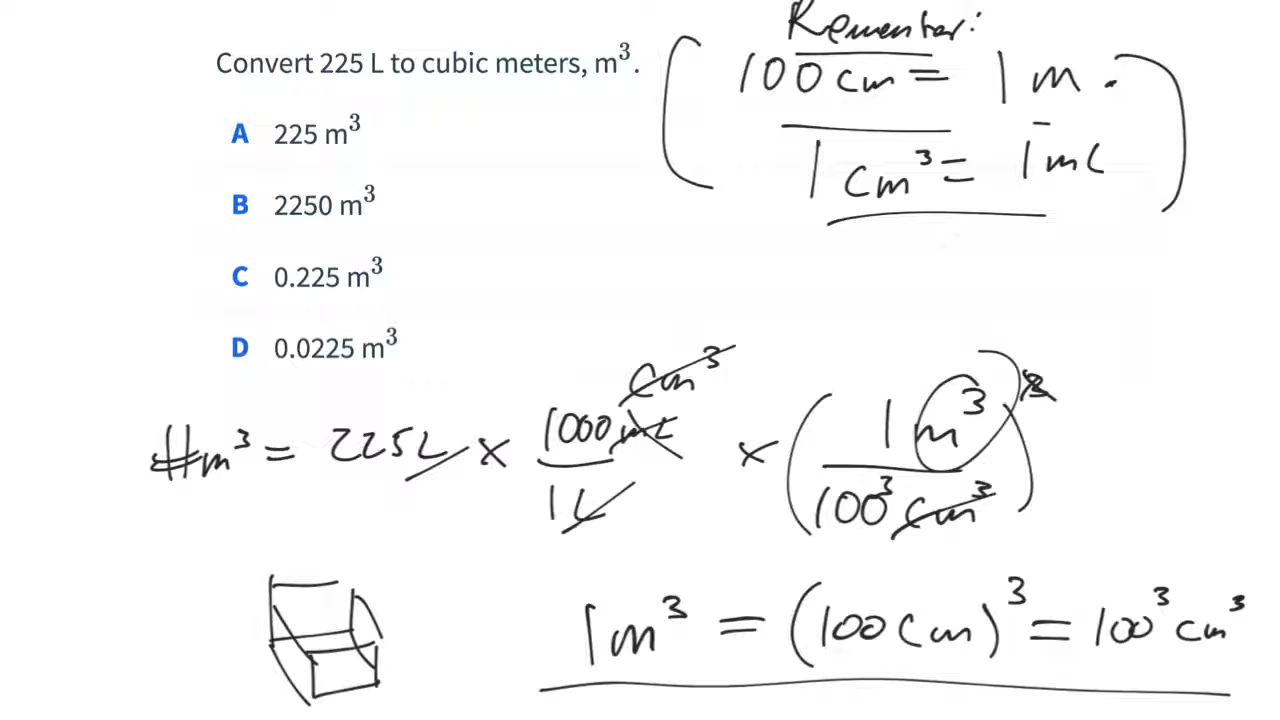 Convert 225 L to cubic meters, m³.
A 225 m³
B 2250 m³
C 0.225 m³
D 0.0225 m³
Remember:
100 cm = 1 m.
1 cm³ = 1 mL
#m³ = 225 L × 1000 mL cm³ / 1 L × (1 m³ / 100³ cm³)³
1 m³ = (100 cm)³ = 100³ cm³